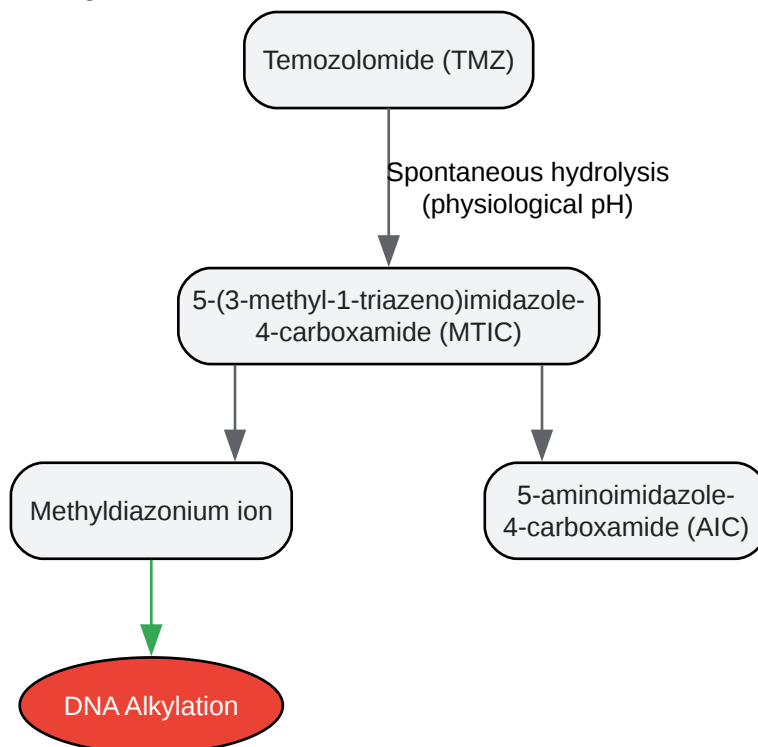 Temozolomide (TMZ)
Spontaneous hydrolysis
(physiological pH)
5-(3-methyl-1-triazeno)imidazole-
4-carboxamide (MTIC)
Methyldiazonium ion
5-aminoimidazole-
4-carboxamide (AIC)
DNA Alkylation